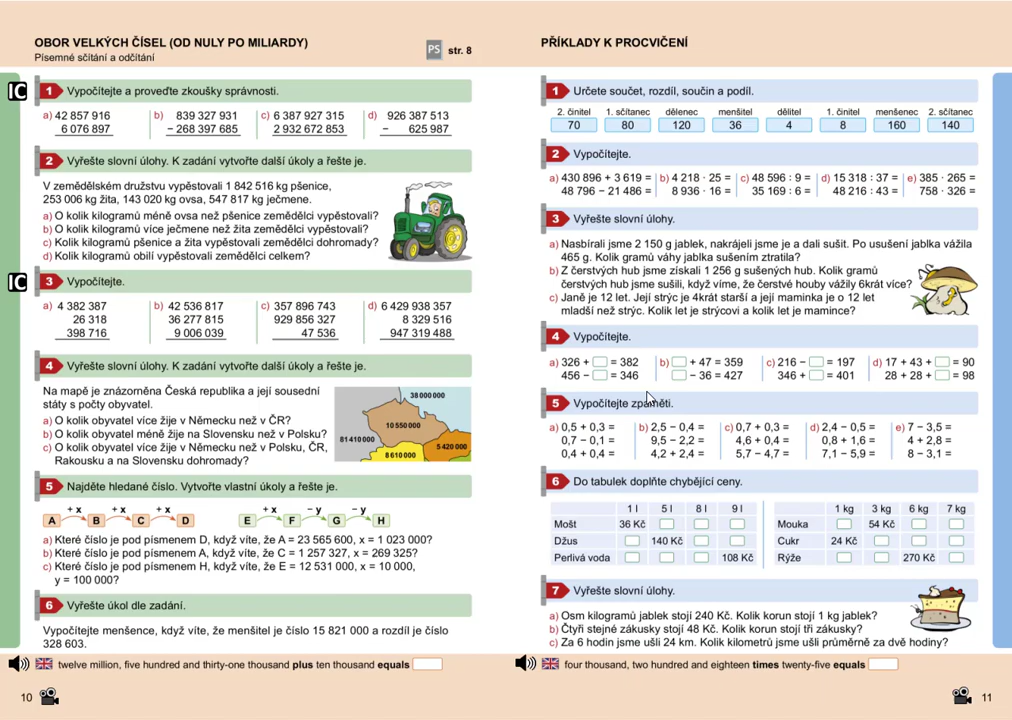 OBOR VELKÝCH ČÍSEL (OD NULY PO MILIARDY)
Písemné sčítání a odčítání
PS str. 8
IC
1 Vypočítejte a proveďte zkoušky správnosti.
a) 42 857 916 b) 839 327 931 c) 6 387 927 315 d) 926 387 513
6 076 897 − 268 397 685 2 932 672 853 − 625 987
2 Vyřešte slovní úlohy. K zadání vytvořte další úkoly a řešte je.
V zemědělském družstvu vypěstovali 1 842 516 kg pšenice,
253 006 kg žita, 143 020 kg ovsa, 547 817 kg ječmene.
a) O kolik kilogramů méně ovsa než pšenice zemědělci vypěstovali?
b) O kolik kilogramů více ječmene než žita zemědělci vypěstovali?
c) Kolik kilogramů pšenice a žita vypěstovali zemědělci dohromady?
d) Kolik kilogramů obilí vypěstovali zemědělci celkem?
IC
3 Vypočítejte.
a) 4 382 387 b) 42 536 817 c) 357 896 743 d) 6 429 938 357
26 318 36 277 815 929 856 327 8 329 516
398 716 9 006 039 47 536 947 319 488
4 Vyřešte slovní úlohy. K zadání vytvořte další úkoly a řešte je.
Na mapě je znázorněna Česká republika a její sousední
státy s počty obyvatel.
a) O kolik obyvatel více žije v Německu než v ČR?
b) O kolik obyvatel méně žije na Slovensku než v Polsku?
c) O kolik obyvatel více žije v Německu než v Polsku, ČR,
Rakousku a na Slovensku dohromady?
38 000 000
10 550 000
81 410 000
5 420 000
8 610 000
5 Najděte hledané číslo. Vytvořte vlastní úkoly a řešte je.
+ x + x + x + x − y − y
A B C D E F G H
a) Které číslo je pod písmenem D, když víte, že A = 23 565 600, x = 1 023 000?
b) Které číslo je pod písmenem A, když víte, že C = 1 257 327, x = 269 325?
c) Které číslo je pod písmenem H, když víte, že E = 12 531 000, x = 10 000,
y = 100 000?
6 Vyřešte úkol dle zadání.
Vypočítejte menšence, když víte, že menšitel je číslo 15 821 000 a rozdíl je číslo
328 603.
twelve million, five hundred and thirty-one thousand plus ten thousand equals
10
PŘÍKLADY K PROCVIČENÍ
1 Určete součet, rozdíl, součin a podíl.
2. činitel 1. sčítanec dělenec menšitel dělitel 1. činitel menšenec 2. sčítanec
70 80 120 36 4 8 160 140
2 Vypočítejte.
a) 430 896 + 3 619 = b) 4 218 · 25 = c) 48 596 : 9 = d) 15 318 : 37 = e) 385 · 265 =
48 796 − 21 486 = 8 936 · 16 = 35 169 : 6 = 48 216 : 43 = 758 · 326 =
3 Vyřešte slovní úlohy.
a) Nasbírali jsme 2 150 g jablek, nakrájeli jsme je a dali sušit. Po usušení jablka vážila
465 g. Kolik gramů váhy jablka sušením ztratila?
b) Z čerstvých hub jsme získali 1 256 g sušených hub. Kolik gramů
čerstvých hub jsme sušili, když víme, že čerstvé houby vážily 6krát více?
c) Janě je 12 let. Její strýc je 4krát starší a její maminka je o 12 let
mladší než strýc. Kolik let je strýcovi a kolik let je mamince?
4 Vypočítejte.
a) 326 + = 382 b) + 47 = 359 c) 216 − = 197 d) 17 + 43 + = 90
456 − = 346 − 36 = 427 346 + = 401 28 + 28 + = 98
5 Vypočítejte zpaměti.
a) 0,5 + 0,3 = b) 2,5 − 0,4 = c) 0,7 + 0,3 = d) 2,4 − 0,5 = e) 7 − 3,5 =
0,7 − 0,1 = 9,5 − 2,2 = 4,6 + 0,4 = 0,8 + 1,6 = 4 + 2,8 =
0,4 + 0,4 = 4,2 + 2,4 = 5,7 − 4,7 = 7,1 − 5,9 = 8 − 3,1 =
6 Do tabulek doplňte chybějící ceny.
1 l 5 l 8 l 9 l 1 kg 3 kg 6 kg 7 kg
Mošt 36 Kč Mouka 54 Kč
Džus 140 Kč Cukr 24 Kč
Perlivá voda 108 Kč Rýže 270 Kč
7 Vyřešte slovní úlohy.
a) Osm kilogramů jablek stojí 240 Kč. Kolik korun stojí 1 kg jablek?
b) Čtyři stejné zákusky stojí 48 Kč. Kolik korun stojí tři zákusky?
c) Za 6 hodin jsme ušli 24 km. Kolik kilometrů jsme ušli průměrně za dvě hodiny?
four thousand, two hundred and eighteen times twenty-five equals
11